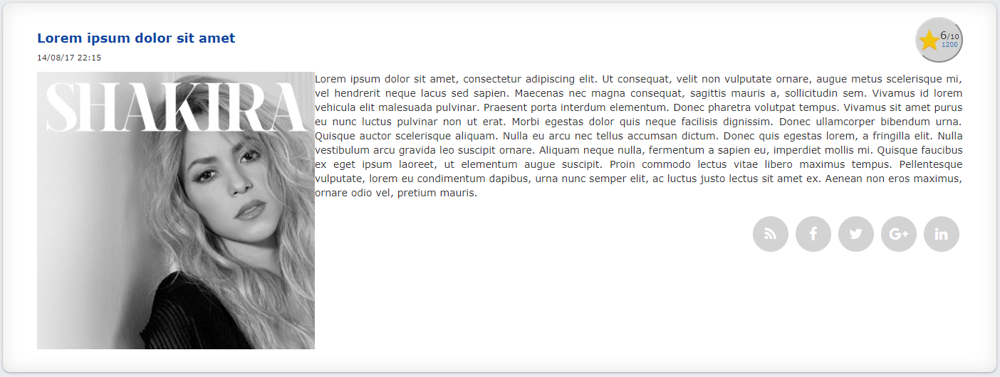 Lorem ipsum dolor sit amet
6/10
1200
14/08/17 22:15
SHAKIRA
Lorem ipsum dolor sit amet, consectetur adipiscing elit. Ut consequat, velit non vulputate ornare, augue metus scelerisque mi,
vel hendrerit neque lacus sed sapien. Maecenas nec magna consequat, sagittis mauris a, sollicitudin sem. Vivamus id lorem
vehicula elit malesuada pulvinar. Praesent porta interdum elementum. Donec pharetra volutpat tempus. Vivamus sit amet purus
eu nunc luctus pulvinar non ut erat. Morbi egestas dolor quis neque facilisis dignissim. Donec ullamcorper bibendum urna.
Quisque auctor scelerisque aliquam. Nulla eu arcu nec tellus accumsan dictum. Donec quis egestas lorem, a fringilla elit. Nulla
vestibulum arcu gravida leo suscipit ornare. Aliquam neque nulla, fermentum a sapien eu, imperdiet mollis mi. Quisque faucibus
ex eget ipsum laoreet, ut elementum augue suscipit. Proin commodo lectus vitae libero maximus tempus. Pellentesque
vulputate, lorem eu condimentum dapibus, urna nunc semper elit, ac luctus justo lectus sit amet ex. Aenean non eros maximus,
ornare odio vel, pretium mauris.
f G+ in